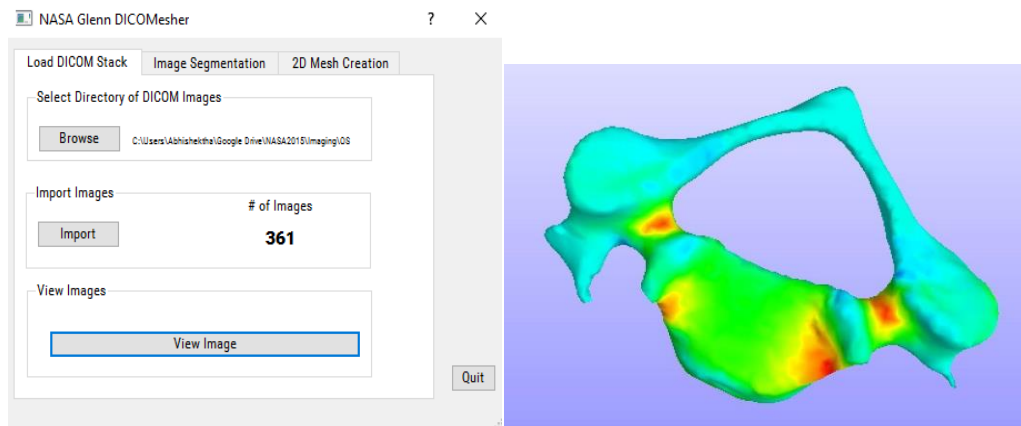 NASA Glenn DICOMesher
? X
Load DICOM Stack Image Segmentation 2D Mesh Creation
Select Directory of DICOM Images
Browse C:\Users\Abhishektha\Google Drive\NASA2015\Imaging\OS
Import Images
# of Images
Import
361
View Images
View Image
Quit